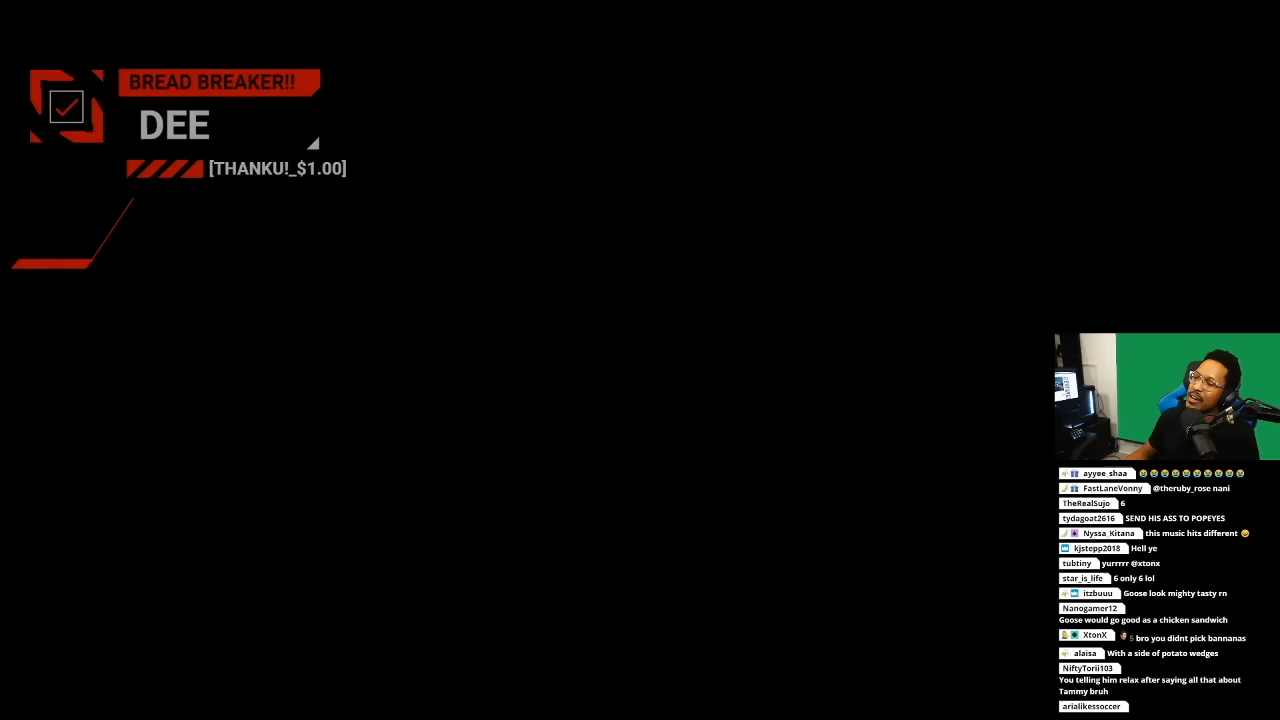 BREAD BREAKER!!
DEE
[THANKU!_$1.00]
ayyee_shaa
FastLaneVonny @theruby_rose nani
TheRealSujo 6
tydagoat2616 SEND HIS ASS TO POPEYES
Nyssa_Kitana this music hits different
kjstepp2018 Hell ye
tubtiny yurrrrr @xtonx
star_is_life 6 only 6 lol
itzbuuu Goose look mighty tasty rn
Nanogamer12
Goose would go good as a chicken sandwich
XtonX 5 bro you didnt pick bannanas
alaisa With a side of potato wedges
NiftyTorii103
You telling him relax after saying all that about
Tammy bruh
arialikessoccer